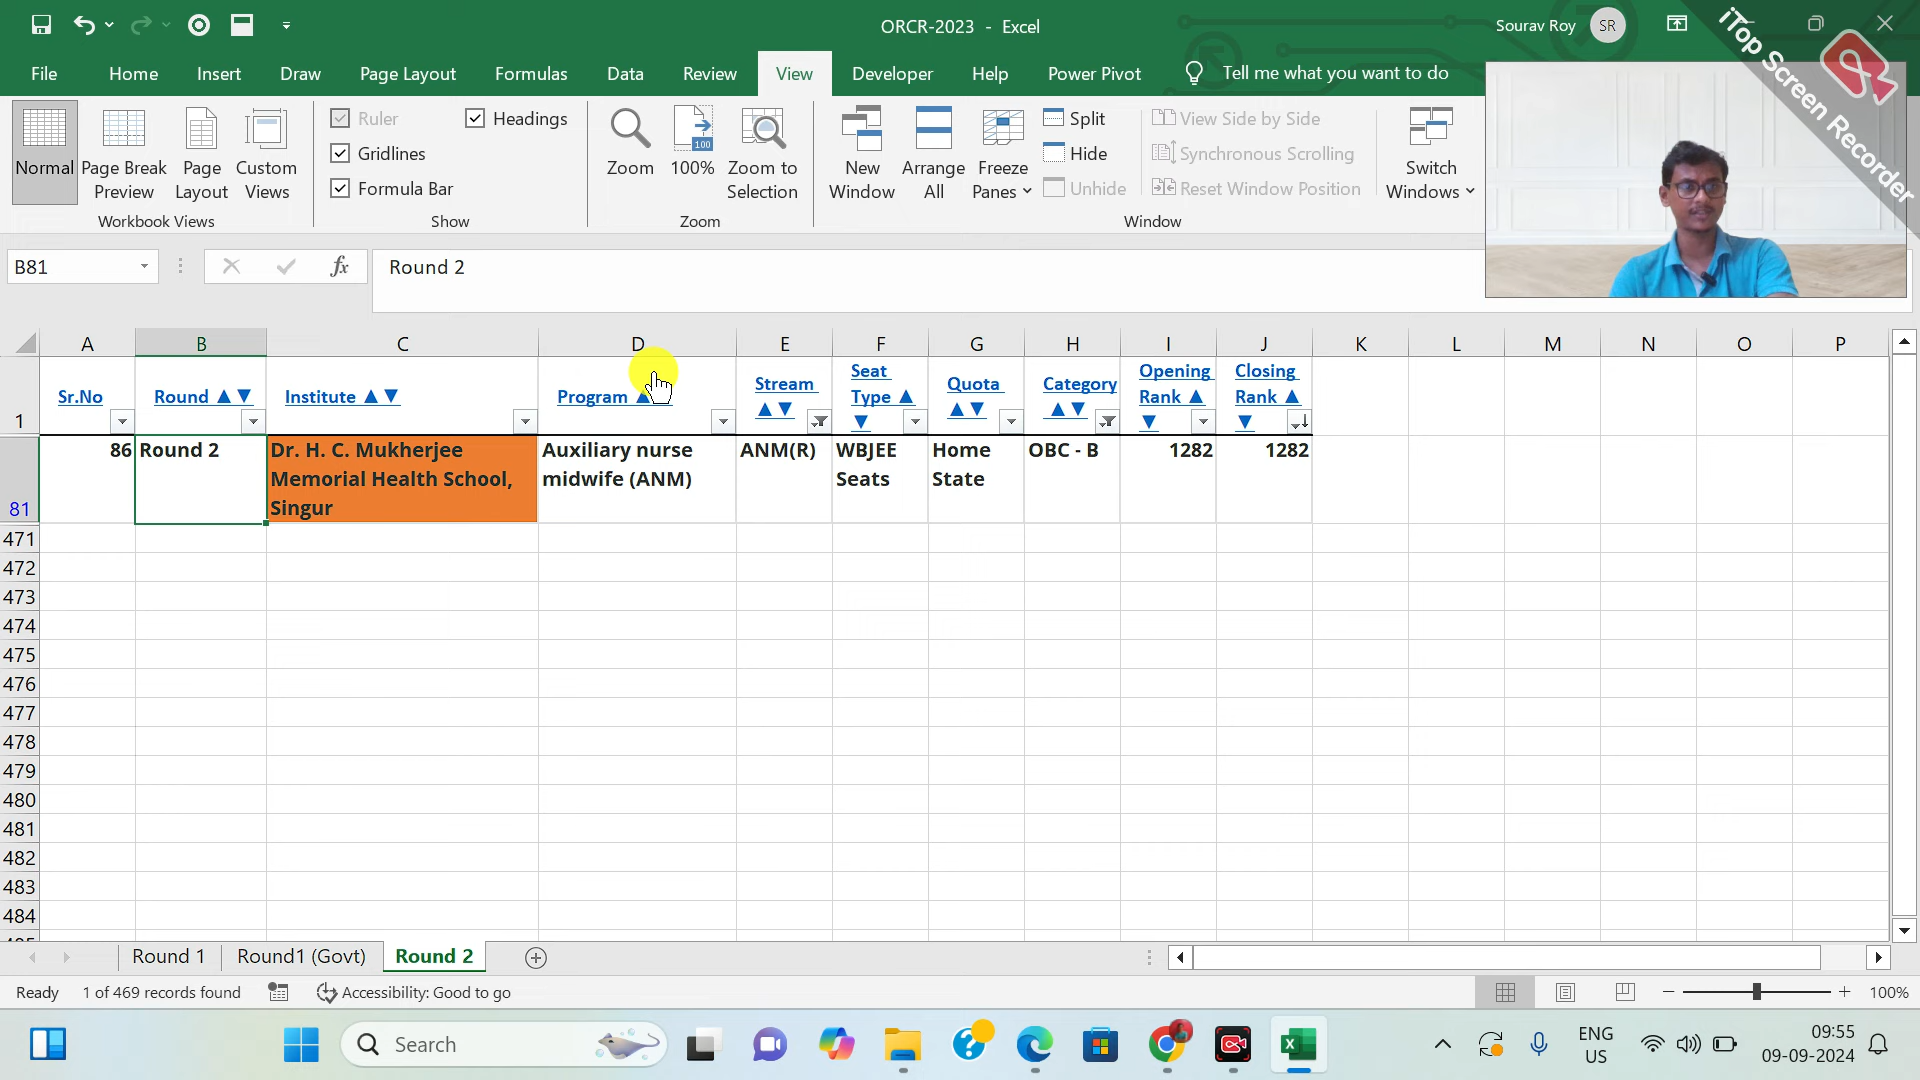 ORCR-2023 - Excel
Sourav Roy SR
iTop Screen Recorder
File Home Insert Draw Page Layout Formulas Data Review View Developer Help Power Pivot Tell me what you want to do
Normal
Page Break Preview
Page Layout
Custom Views
Workbook Views
Ruler
Headings
Gridlines
Formula Bar
Show
Zoom
100
100%
Zoom to Selection
Zoom
New Window
Arrange All
Freeze Panes
Split
Hide
Unhide
View Side by Side
Synchronous Scrolling
Reset Window Position
Switch Windows
Window
B81
fx
Round 2
A B C D E F G H I J K L M N O P
1
Sr.No
Round ▲▼
Institute ▲▼
Program ▲
Stream ▲▼
Seat Type ▲ ▼
Quota ▲▼
Category ▲▼
Opening Rank ▲ ▼
Closing Rank ▲ ▼
81
86 Round 2
Dr. H. C. Mukherjee
Memorial Health School,
Singur
Auxiliary nurse
midwife (ANM)
ANM(R)
WBJEE
Seats
Home
State
OBC - B
1282
1282
471
472
473
474
475
476
477
478
479
480
481
482
483
484
Round 1 Round1 (Govt) Round 2
Ready 1 of 469 records found Accessibility: Good to go 100%
Search
ENG
US
09:55
09-09-2024